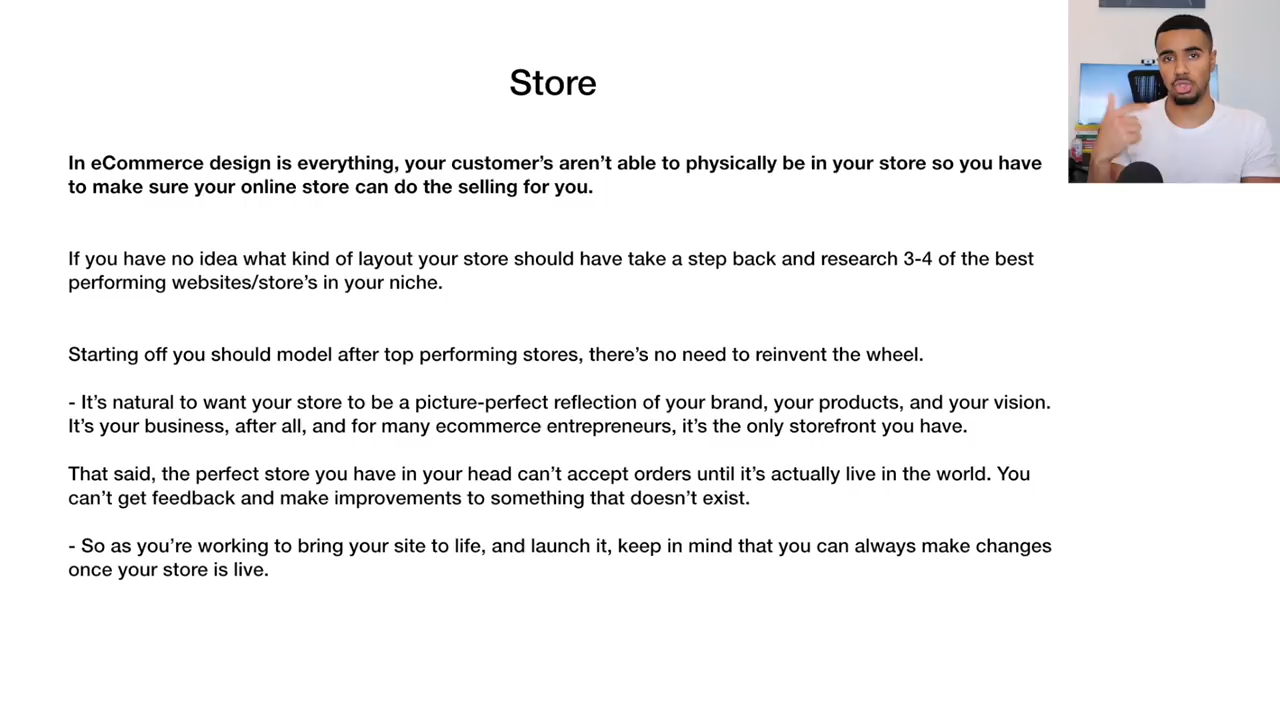 Store
In eCommerce design is everything, your customer's aren't able to physically be in your store so you have
to make sure your online store can do the selling for you.
If you have no idea what kind of layout your store should have take a step back and research 3-4 of the best
performing websites/store's in your niche.
Starting off you should model after top performing stores, there's no need to reinvent the wheel.
- It's natural to want your store to be a picture-perfect reflection of your brand, your products, and your vision.
It's your business, after all, and for many ecommerce entrepreneurs, it's the only storefront you have.
That said, the perfect store you have in your head can't accept orders until it's actually live in the world. You
can't get feedback and make improvements to something that doesn't exist.
- So as you're working to bring your site to life, and launch it, keep in mind that you can always make changes
once your store is live.